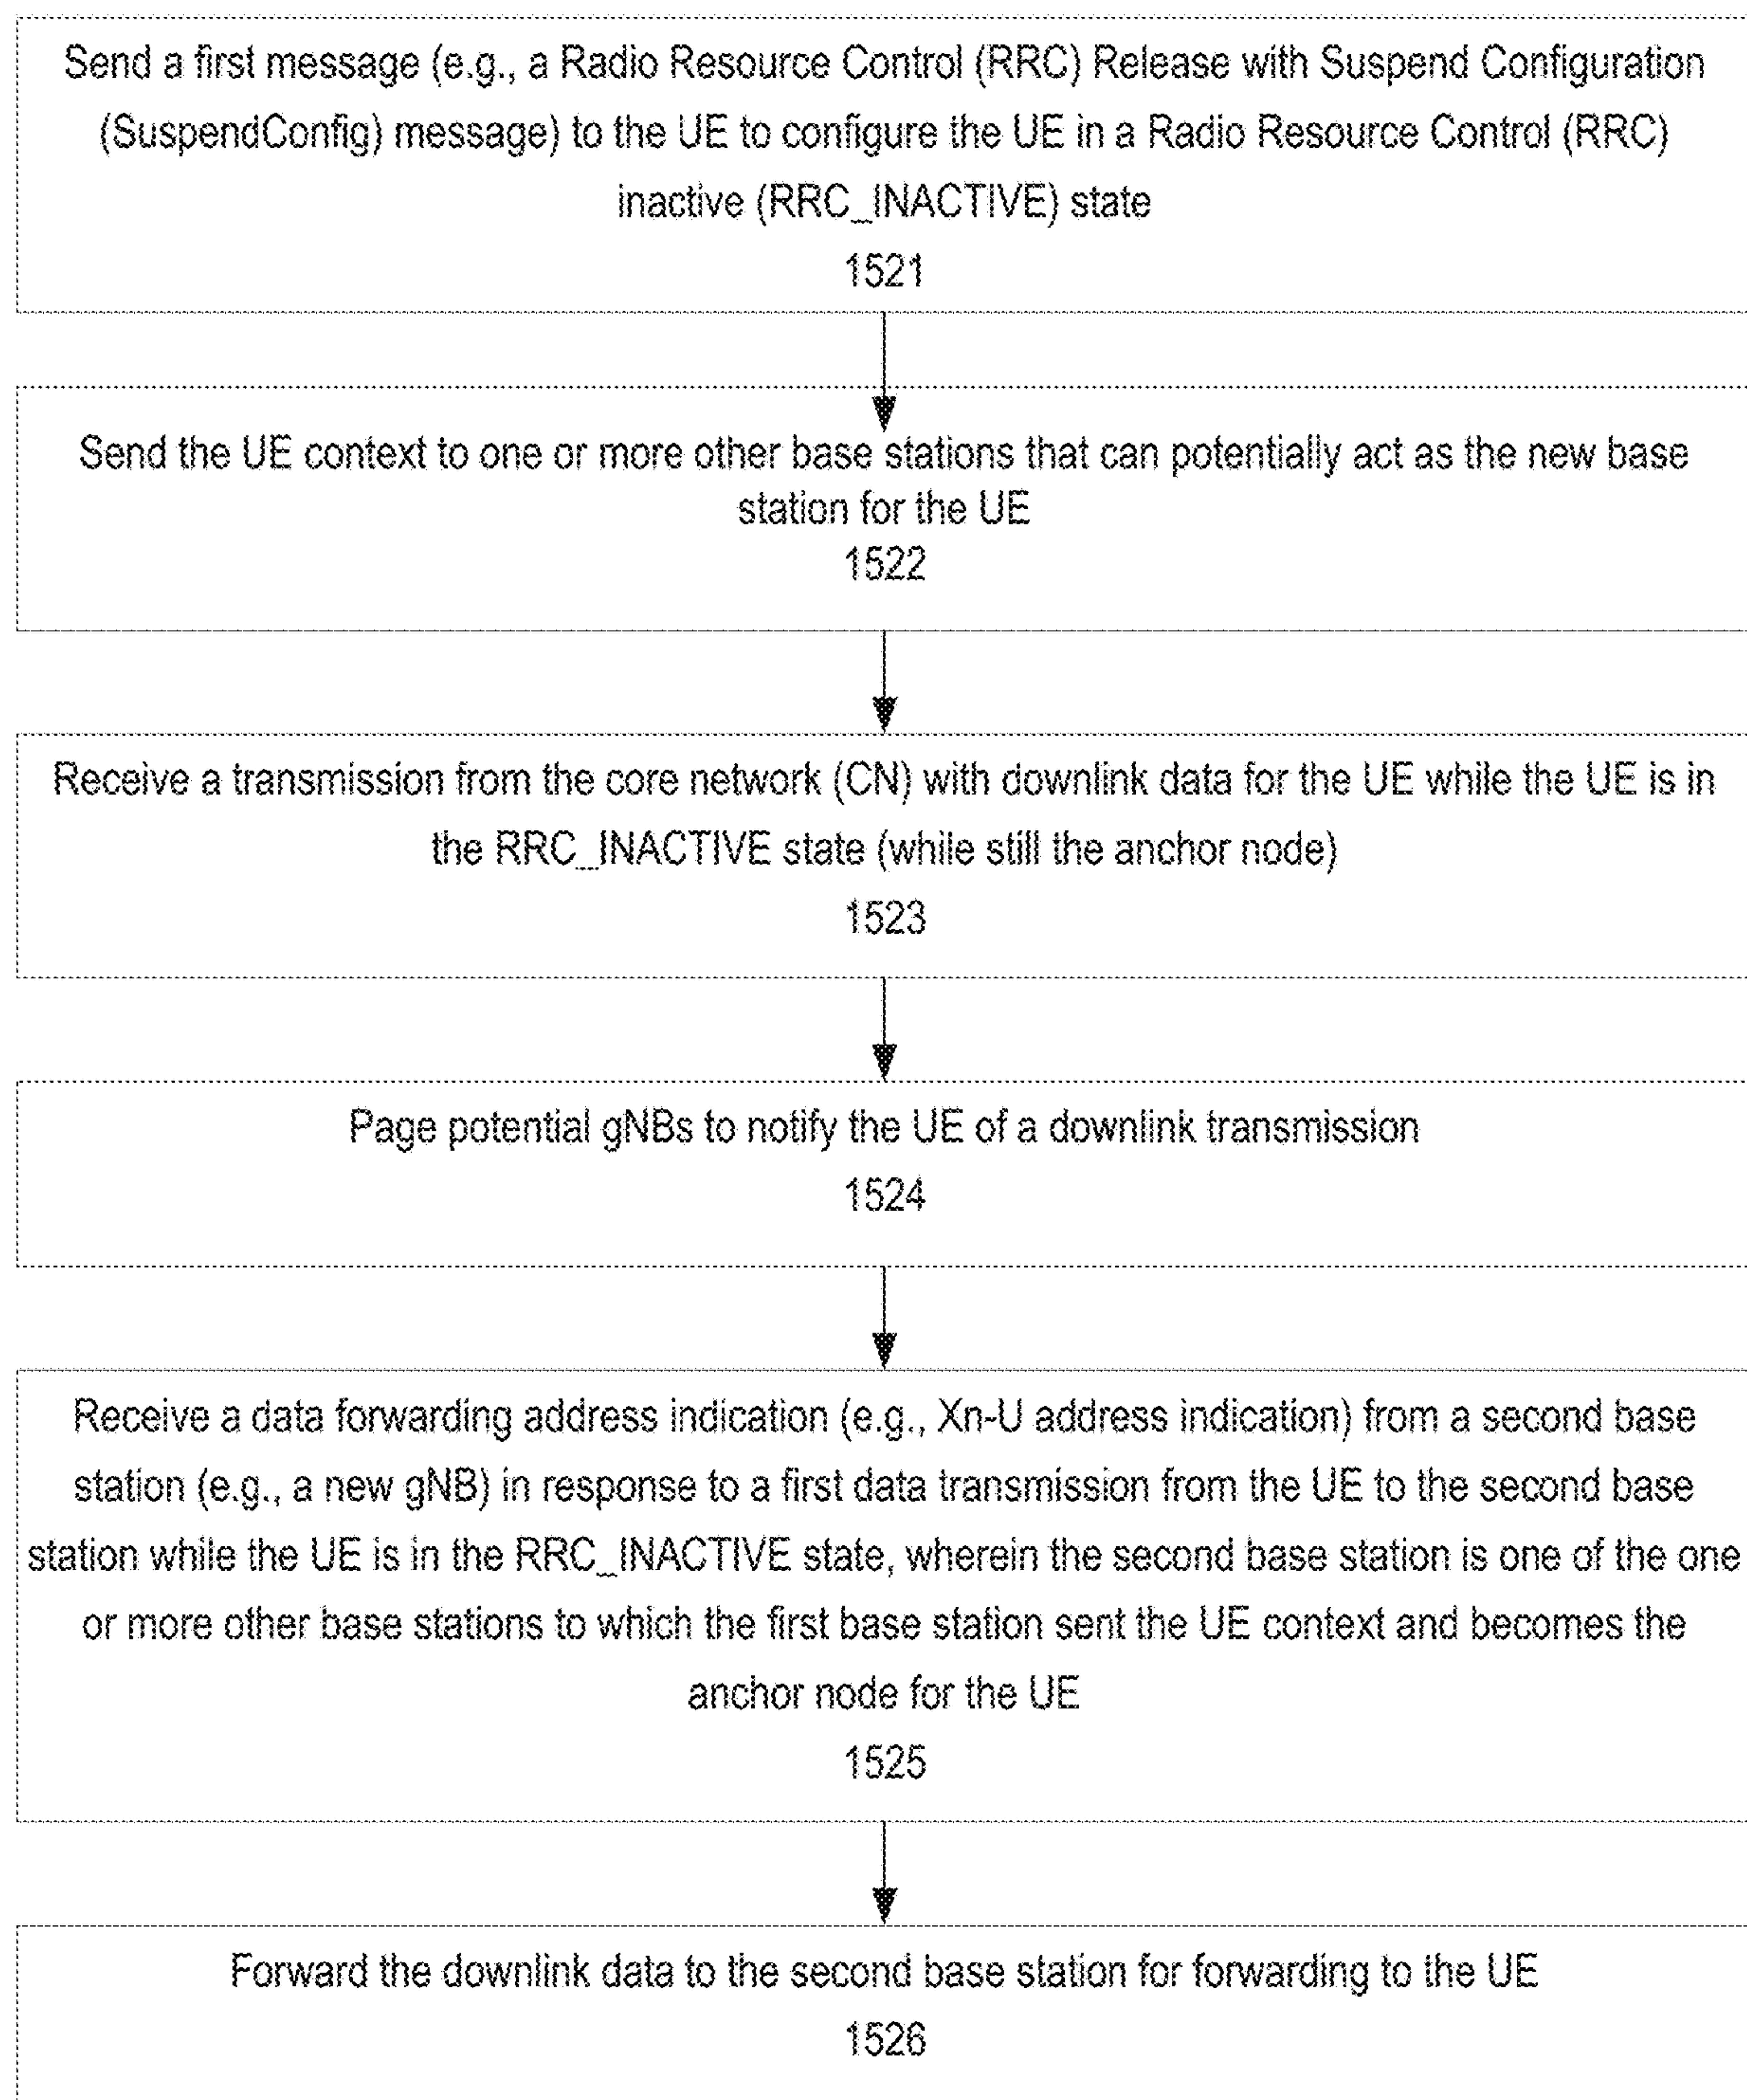 Send a first message (e.g., a Radio Resource Control (RRC) Release with Suspend Configuration
(SuspendConfig) message) to the UE to configure the UE in a Radio Resource Control (RRC)
inactive (RRC_INACTIVE) state
1521
Send the UE context to one or more other base stations that can potentially act as the new base
station for the UE
1522
Receive a transmission from the core network (CN) with downlink data for the UE while the UE is in
the RRC_INACTIVE state (while still the anchor node)
1523
Page potential gNBs to notify the UE of a downlink transmission
1524
Receive a data forwarding address indication (e.g., Xn-U address indication) from a second base
station (e.g., a new gNB) in response to a first data transmission from the UE to the second base
station while the UE is in the RRC_INACTIVE state, wherein the second base station is one of the one
or more other base stations to which the first base station sent the UE context and becomes the
anchor node for the UE
1525
Forward the downlink data to the second base station for forwarding to the UE
1526